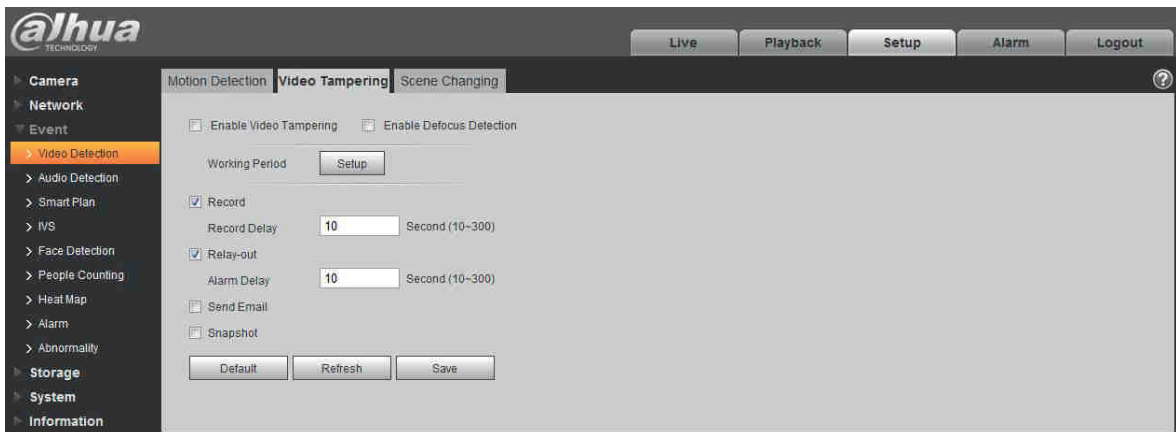 alhua
TECHNOLOGY
Live Playback Setup Alarm Logout
Camera
Network
Event
Video Detection
Audio Detection
Smart Plan
IVS
Face Detection
People Counting
Heat Map
Alarm
Abnormality
Storage
System
Information
Motion Detection Video Tampering Scene Changing ?
Enable Video Tampering Enable Defocus Detection
Working Period Setup
Record
Record Delay 10 Second (10~300)
Relay-out
Alarm Delay 10 Second (10~300)
Send Email
Snapshot
Default Refresh Save